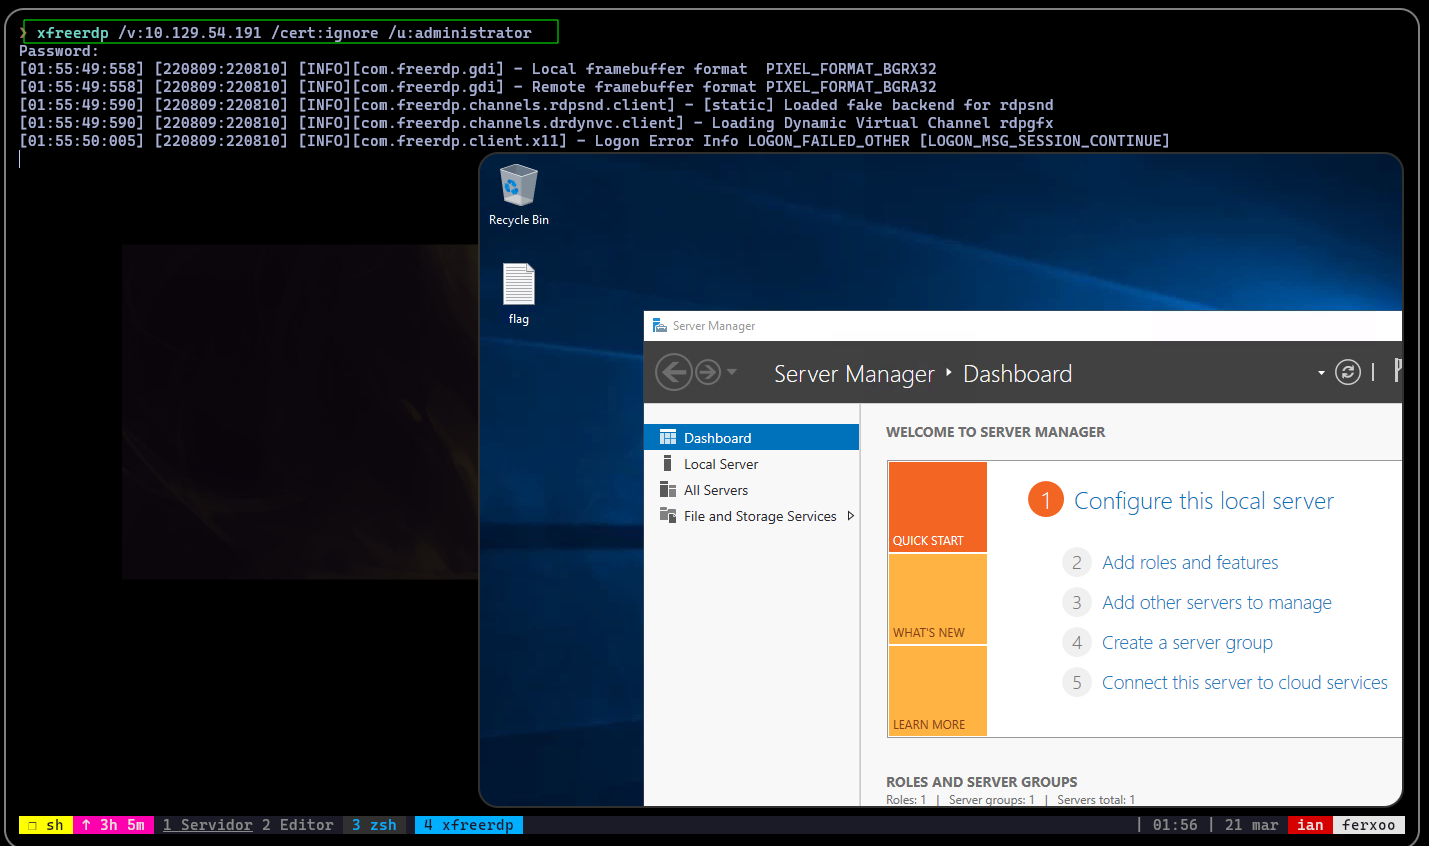 ❯ xfreerdp /v:10.129.54.191 /cert:ignore /u:administrator
Password:
[01:55:49:558] [220809:220810] [INFO][com.freerdp.gdi] - Local framebuffer format  PIXEL_FORMAT_BGRX32
[01:55:49:558] [220809:220810] [INFO][com.freerdp.gdi] - Remote framebuffer format PIXEL_FORMAT_BGRA32
[01:55:49:590] [220809:220810] [INFO][com.freerdp.channels.rdpsnd.client] - [static] Loaded fake backend for rdpsnd
[01:55:49:590] [220809:220810] [INFO][com.freerdp.channels.drdynvc.client] - Loading Dynamic Virtual Channel rdpgfx
[01:55:50:005] [220809:220810] [INFO][com.freerdp.client.x11] - Logon Error Info LOGON_FAILED_OTHER [LOGON_MSG_SESSION_CONTINUE]
Recycle Bin
flag
Server Manager
Server Manager ‣ Dashboard
Dashboard
Local Server
All Servers
File and Storage Services
WELCOME TO SERVER MANAGER
QUICK START
WHAT'S NEW
LEARN MORE
1 Configure this local server
2 Add roles and features
3 Add other servers to manage
4 Create a server group
5 Connect this server to cloud services
ROLES AND SERVER GROUPS
Roles: 1 | Server groups: 1 | Servers total: 1
❐ sh ↑ 3h 5m 1 Servidor 2 Editor 3 zsh 4 xfreerdp | 01:56 | 21 mar ian ferxoo